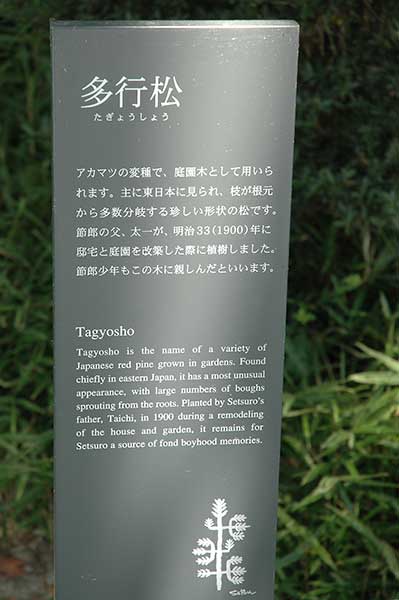 多行松
たぎょうしょう
アカマツの変種で、庭園木として用いら
れます。主に東日本に見られ、枝が根元
から多数分岐する珍しい形状の松です。
節郎の父、太一が、明治33(1900)年に
邸宅と庭園を改築した際に植樹しました。
節郎少年もこの木に親しんだといいます。
Tagyosho
Tagyosho is the name of a variety of
Japanese red pine grown in gardens. Found
chiefly in eastern Japan, it has a most unusual
appearance, with large numbers of boughs
sprouting from the roots. Planted by Setsuro's
father, Taichi, in 1900 during a remodeling
of the house and garden, it remains for
Setsuro a source of fond boyhood memories.